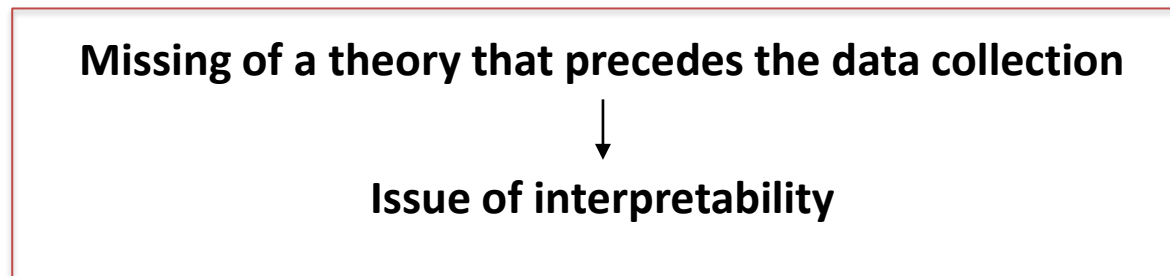 Missing of a theory that precedes the data collection
Issue of interpretability